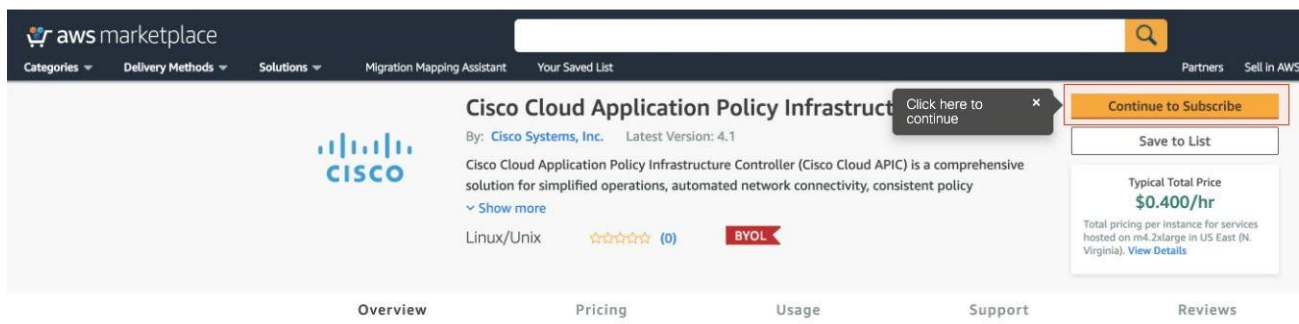 aws marketplace
Categories Delivery Methods Solutions Migration Mapping Assistant Your Saved List Partners Sell in AWS
Cisco Cloud Application Policy Infrastruct
Click here to
continue
×
Continue to Subscribe
CISCO
By: Cisco Systems, Inc. Latest Version: 4.1
Save to List
Cisco Cloud Application Policy Infrastructure Controller (Cisco Cloud APIC) is a comprehensive
solution for simplified operations, automated network connectivity, consistent policy
Show more
Linux/Unix (0) BYOL
Typical Total Price
$0.400/hr
Total pricing per instance for services
hosted on m4.2xlarge in US East (N.
Virginia). View Details
Overview Pricing Usage Support Reviews